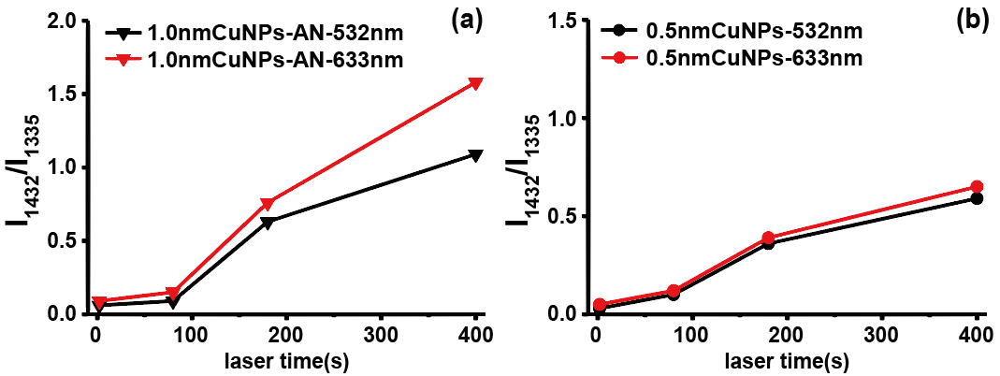 (a)
1.0nmCuNPs-AN-532nm
1.0nmCuNPs-AN-633nm
2.0
1.5
1.0
0.5
0.0
I1432/I1335
0 100 200 300 400
laser time(s)
(b)
0.5nmCuNPs-532nm
0.5nmCuNPs-633nm
1.5
1.0
0.5
0.0
I1432/I1335
0 100 200 300 400
laser time(s)